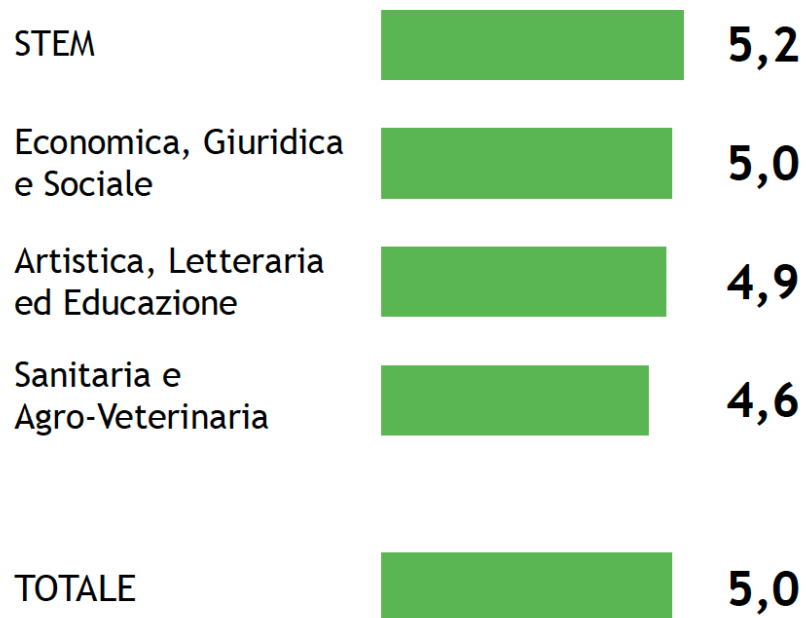 STEM 5,2
Economica, Giuridica
e Sociale 5,0
Artistica, Letteraria
ed Educazione 4,9
Sanitaria e
Agro-Veterinaria 4,6
TOTALE 5,0